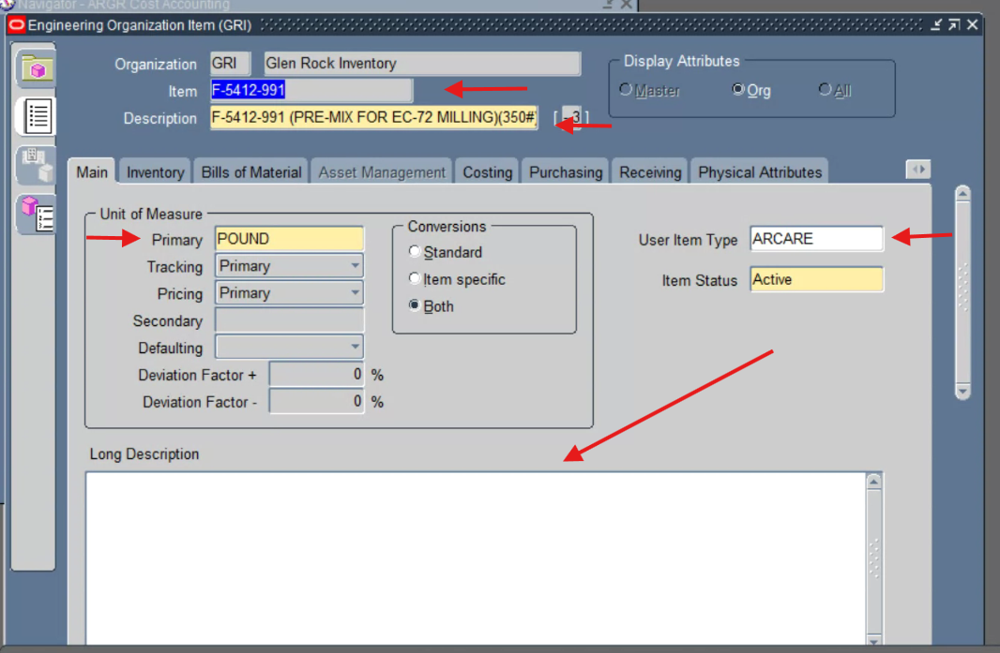 Navigator - ARGR Cost Accounting
Engineering Organization Item (GRI)
Organization GRI Glen Rock Inventory
Item F-5412-991
Description F-5412-991 (PRE-MIX FOR EC-72 MILLING)(350#) [ ]
Display Attributes
Master Org All
Main Inventory Bills of Material Asset Management Costing Purchasing Receiving Physical Attributes
Unit of Measure
Primary POUND
Tracking Primary
Pricing Primary
Secondary
Defaulting
Deviation Factor + 0 %
Deviation Factor - 0 %
Conversions
Standard
Item specific
Both
User Item Type ARCARE
Item Status Active
Long Description